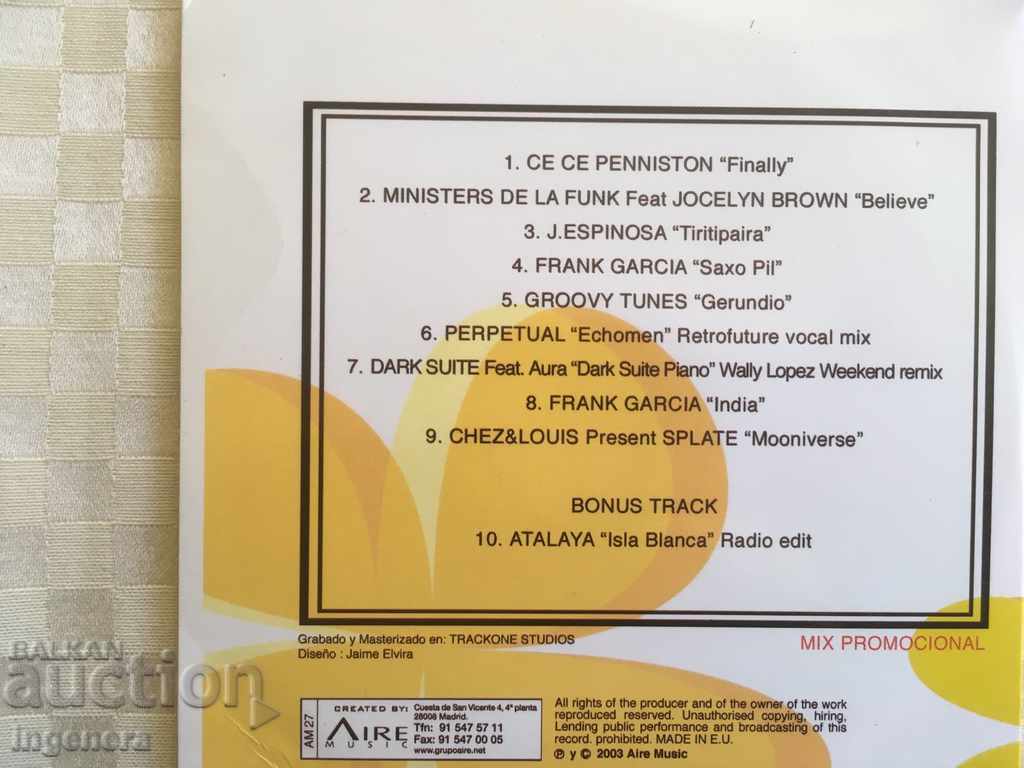 1. CE CE PENNISTON “Finally”
2. MINISTERS DE LA FUNK Feat JOCELYN BROWN “Believe”
3. J.ESPINOSA “Tiritipaira”
4. FRANK GARCIA “Saxo Pil”
5. GROOVY TUNES “Gerundio”
6. PERPETUAL “Echomen” Retrofuture vocal mix
7. DARK SUITE Feat. Aura “Dark Suite Piano” Wally Lopez Weekend remix
8. FRANK GARCIA “India”
9. CHEZ&LOUIS Present SPLATE “Mooniverse”
BONUS TRACK
10. ATALAYA “Isla Blanca” Radio edit
Grabado y Masterizado en: TRACKONE STUDIOS
Diseño : Jaime Elvira
MIX PROMOCIONAL
AM 27
CREATED BY:
AIRE
MUSIC
Cuesta de San Vicente 4, 4ª planta
28008 Madrid.
Tfn: 91 547 57 11
Fax: 91 547 00 05
www.grupoaire.net
All rights of the producer and of the owner of the work
reproduced reserved. Unauthorised copying, hiring,
Lending public performance and broadcasting of this
record. prohibited. MADE IN E.U.
℗ y © 2003 Aire Music
BALKAN
auction
Ingenera